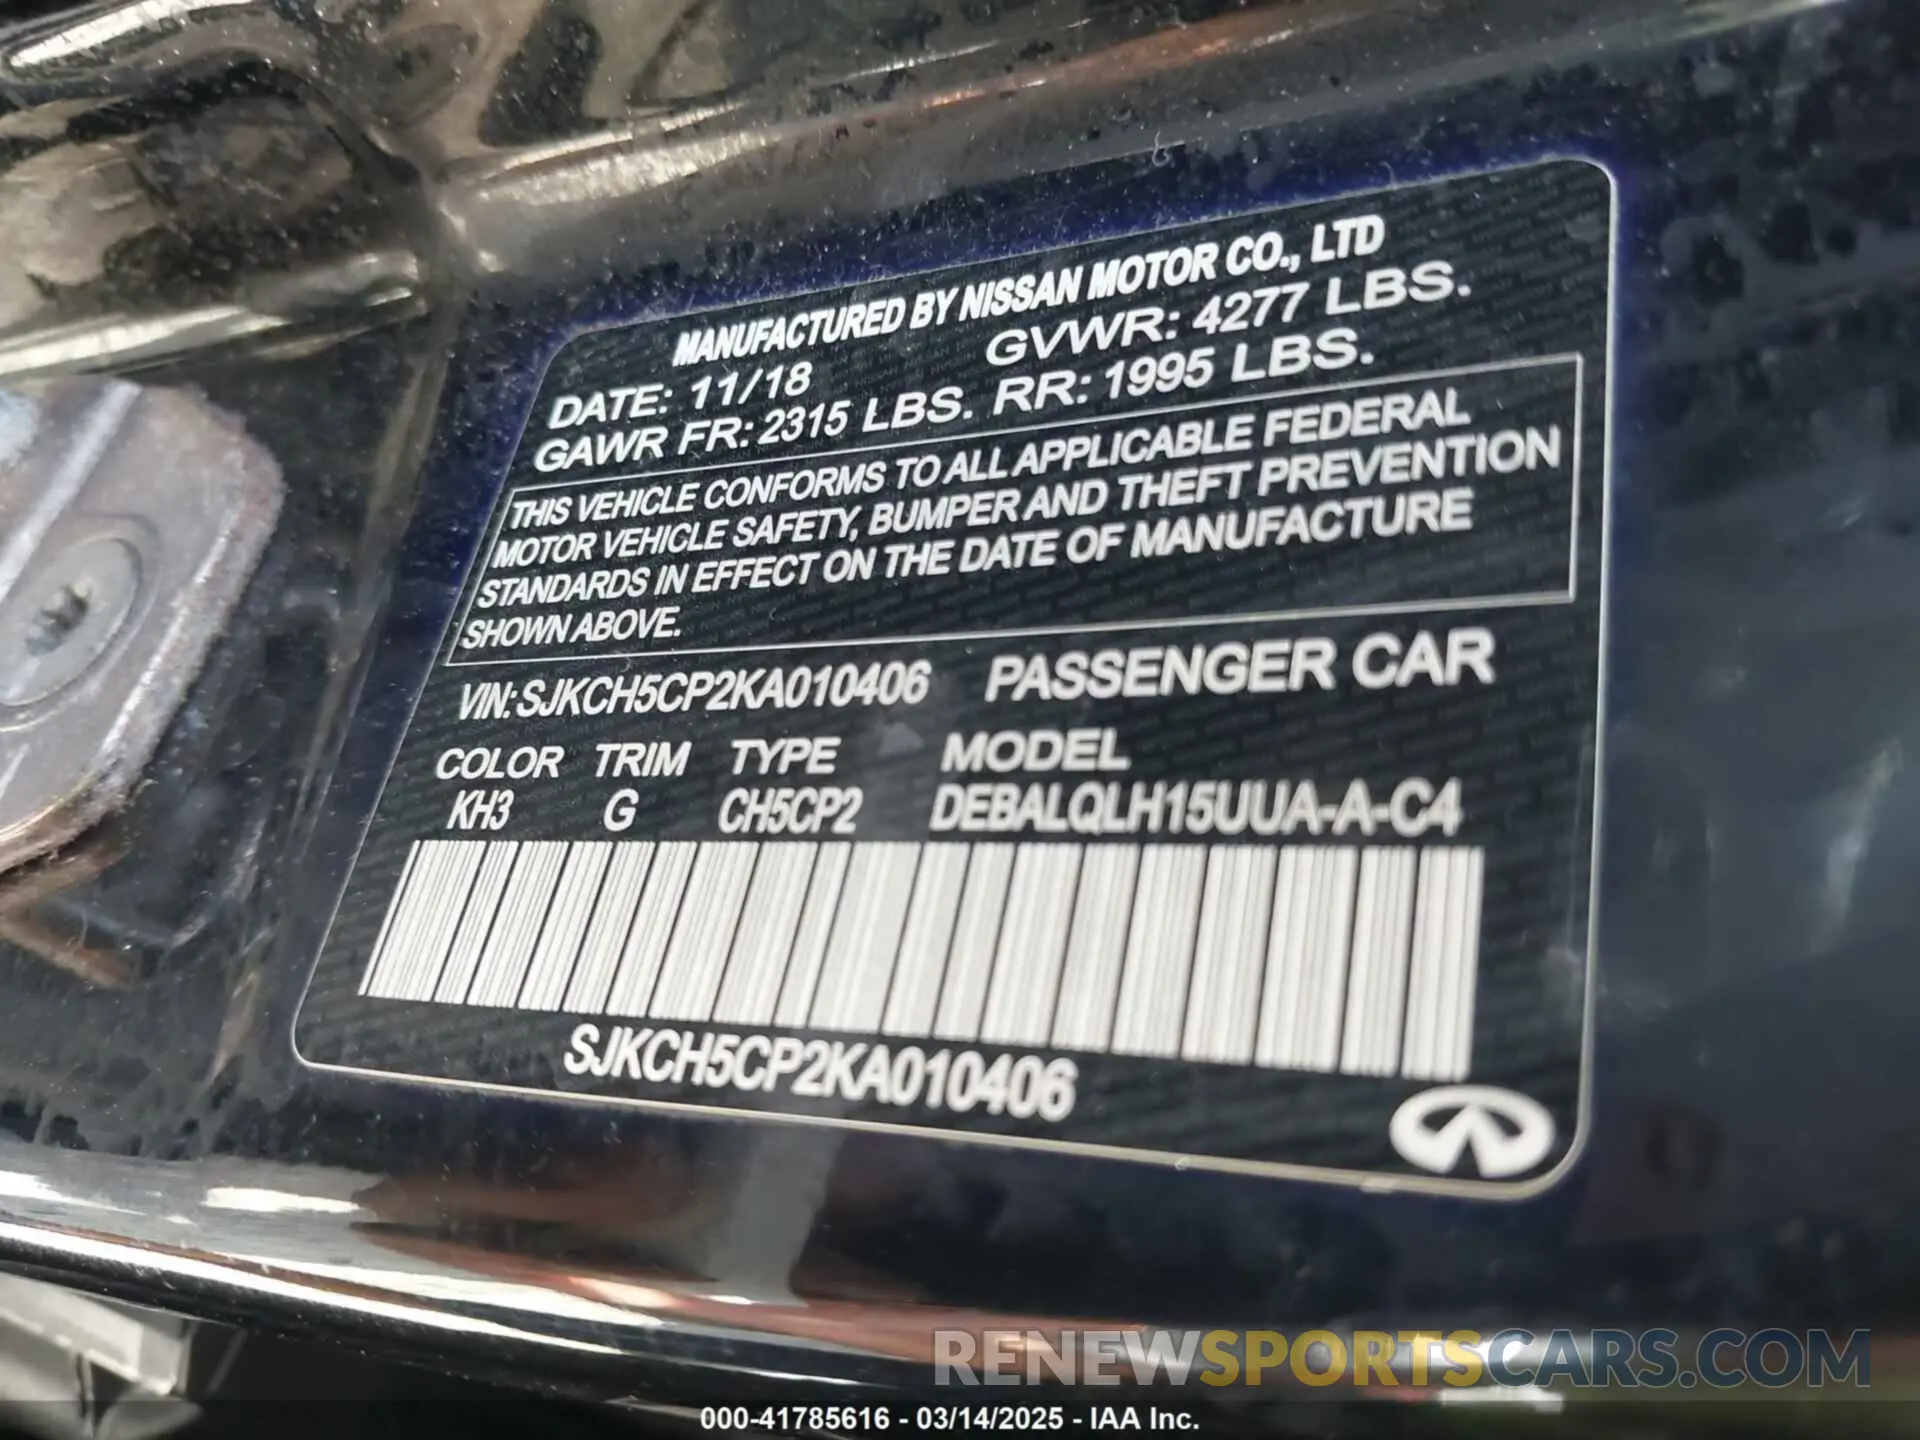 MANUFACTURED BY NISSAN MOTOR CO., LTD
DATE: 11/18 GVWR: 4277 LBS.
GAWR FR: 2315 LBS. RR: 1995 LBS.
THIS VEHICLE CONFORMS TO ALL APPLICABLE FEDERAL
MOTOR VEHICLE SAFETY, BUMPER AND THEFT PREVENTION
STANDARDS IN EFFECT ON THE DATE OF MANUFACTURE
SHOWN ABOVE.
VIN: SJKCH5CP2KA010406 PASSENGER CAR
COLOR TRIM TYPE MODEL
KH3 G CH5CP2 DEBALQLH15UUA-A-C4
SJKCH5CP2KA010406
RENEWSPORTSCARS.COM
000-41785616 - 03/14/2025 - IAA Inc.